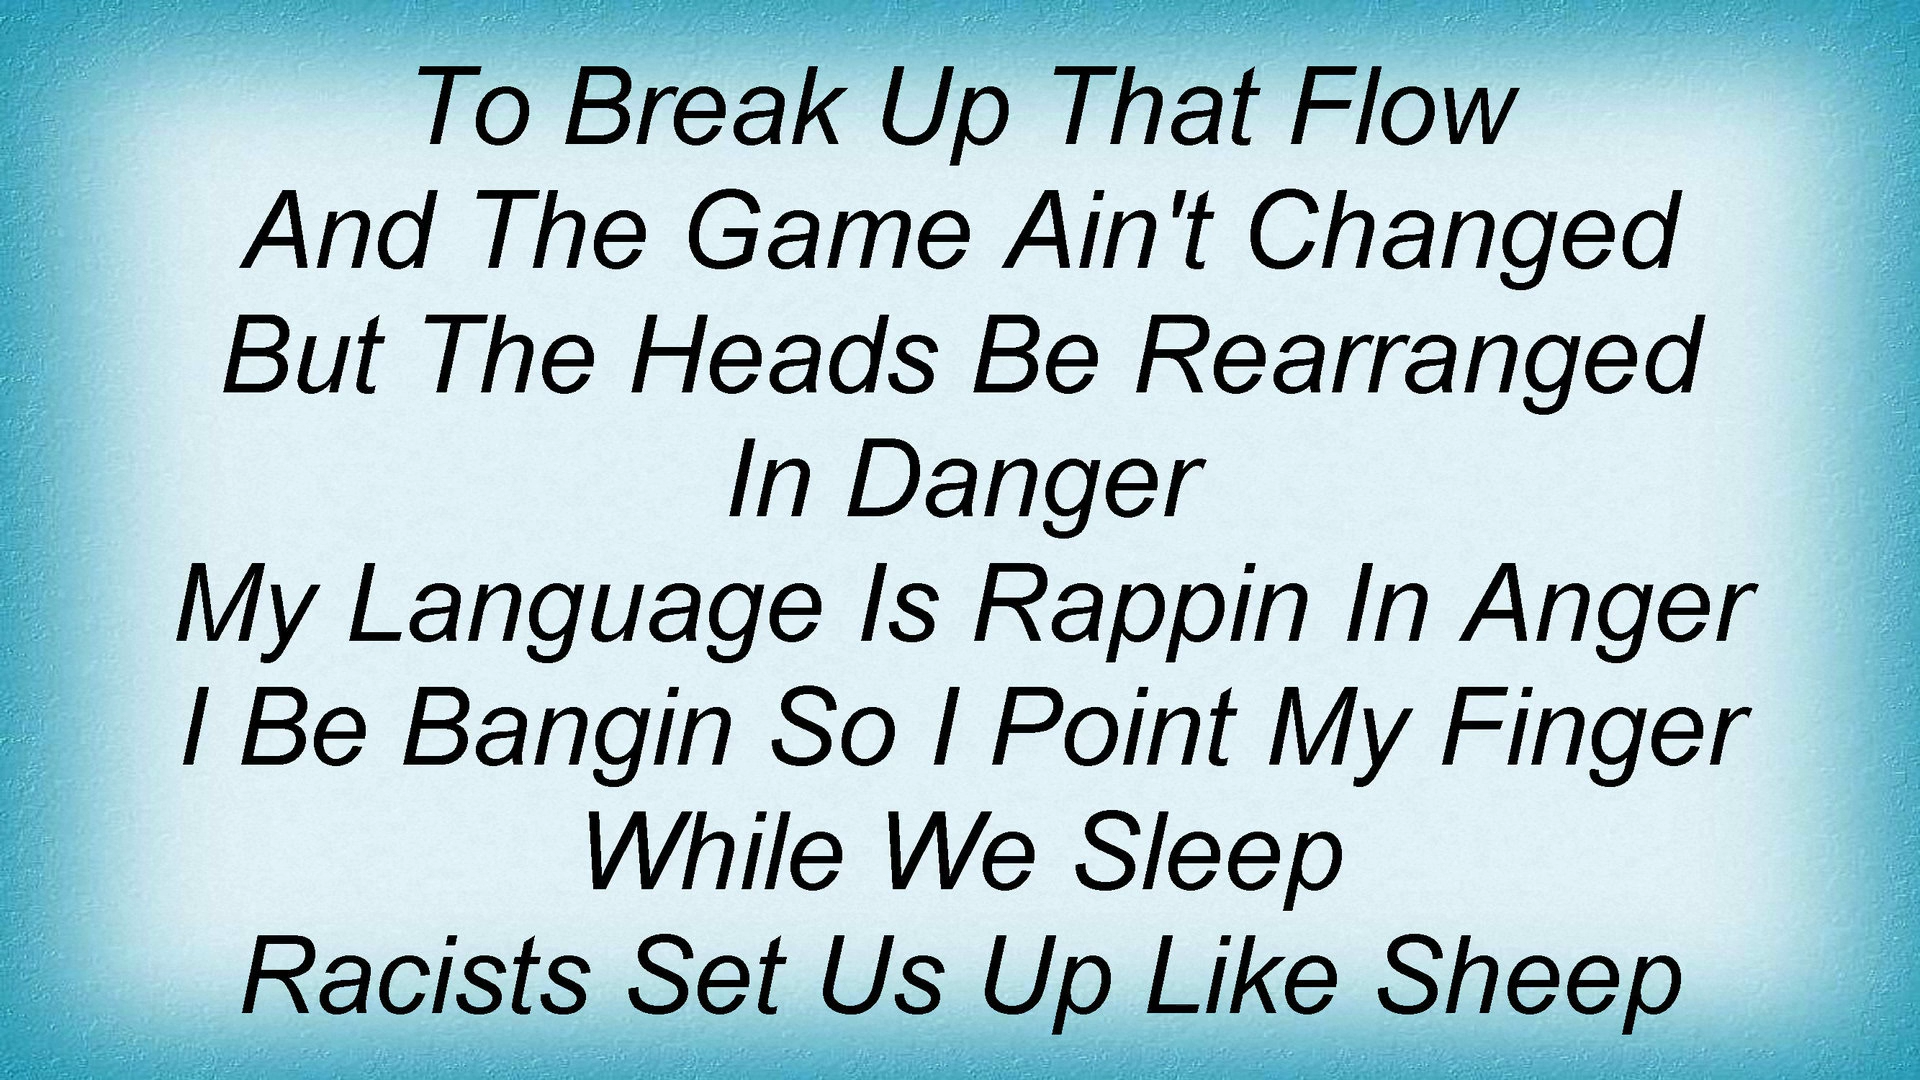 To Break Up That Flow
And The Game Ain't Changed
But The Heads Be Rearranged
In Danger
My Language Is Rappin In Anger
I Be Bangin So I Point My Finger
While We Sleep
Racists Set Us Up Like Sheep